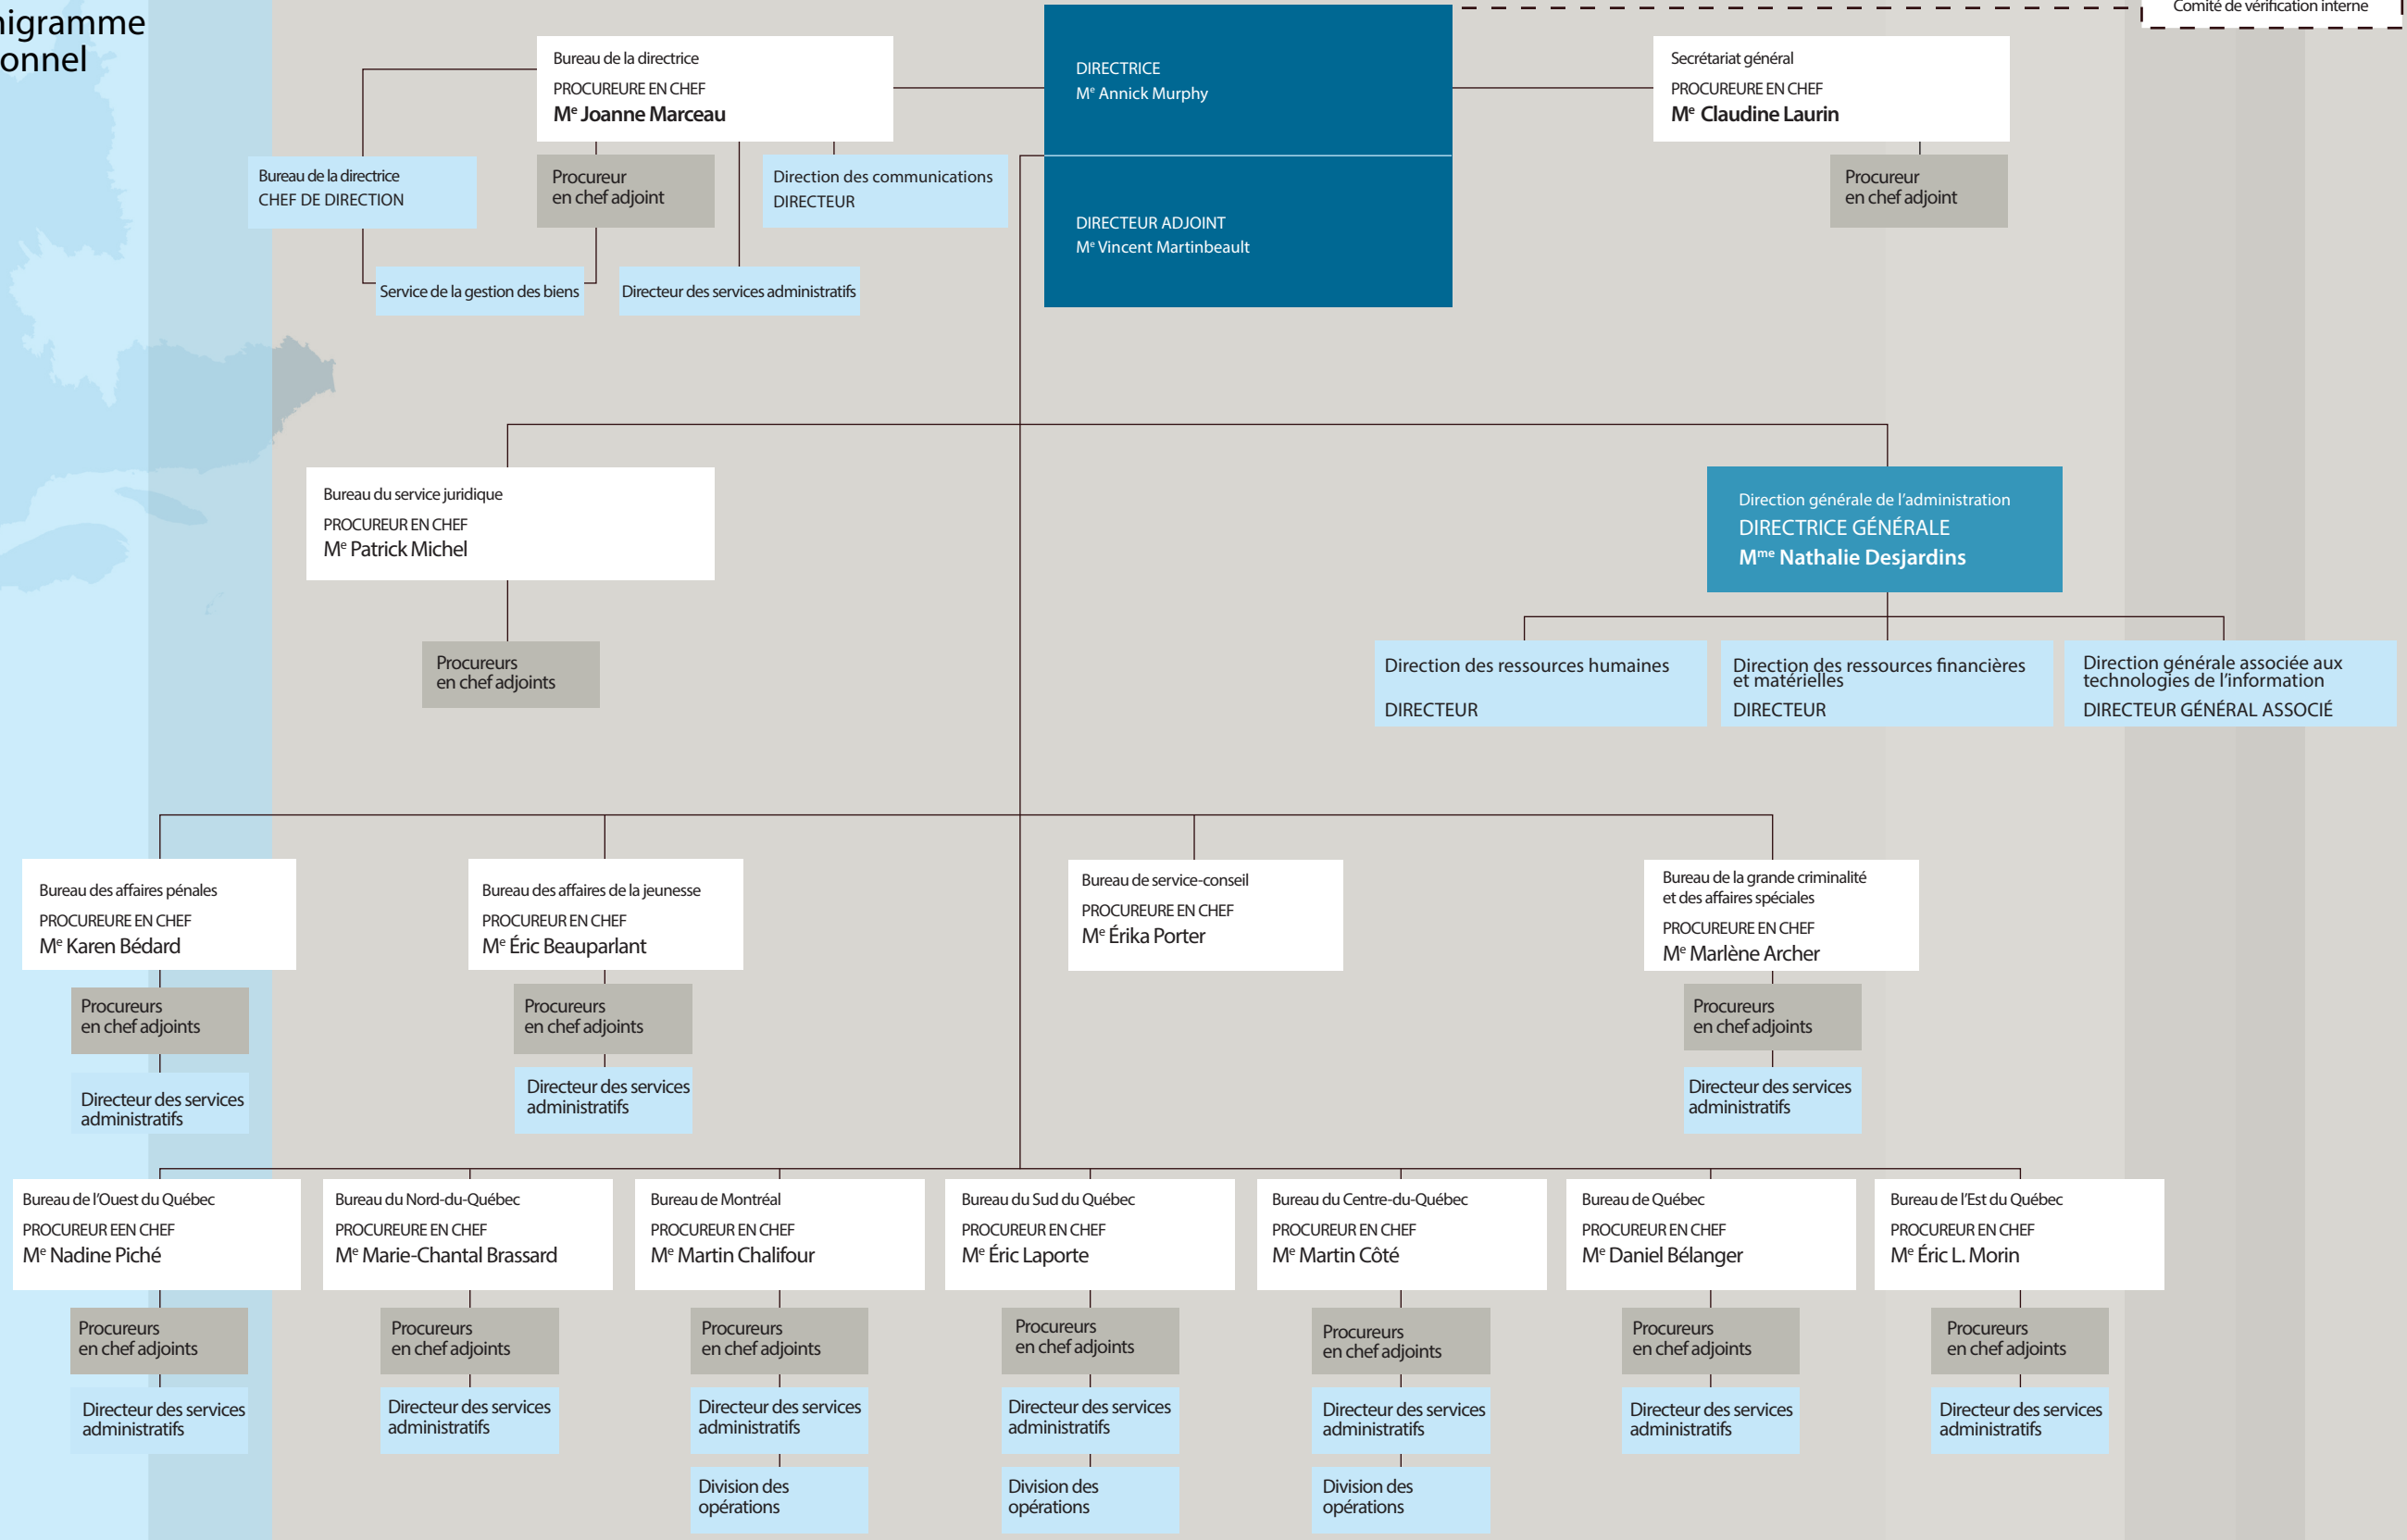 nigramme
onnel
Comité de vérification interne
Bureau de la directrice
PROCUREURE EN CHEF
Me Joanne Marceau
DIRECTRICE
Me Annick Murphy
Secrétariat général
PROCUREURE EN CHEF
Me Claudine Laurin
Bureau de la directrice
CHEF DE DIRECTION
Procureur
en chef adjoint
Direction des communications
DIRECTEUR
Procureur
en chef adjoint
DIRECTEUR ADJOINT
Me Vincent Martinbeault
Service de la gestion des biens
Directeur des services administratifs
Bureau du service juridique
PROCUREUR EN CHEF
Me Patrick Michel
Direction générale de l'administration
DIRECTRICE GÉNÉRALE
Mme Nathalie Desjardins
Procureurs
en chef adjoints
Direction des ressources humaines
DIRECTEUR
Direction des ressources financières
et matérielles
DIRECTEUR
Direction générale associée aux
technologies de l'information
DIRECTEUR GÉNÉRAL ASSOCIÉ
Bureau des affaires pénales
PROCUREURE EN CHEF
Me Karen Bédard
Bureau des affaires de la jeunesse
PROCUREUR EN CHEF
Me Éric Beauparlant
Bureau de service-conseil
PROCUREURE EN CHEF
Me Érika Porter
Bureau de la grande criminalité
et des affaires spéciales
PROCUREURE EN CHEF
Me Marlène Archer
Procureurs
en chef adjoints
Procureurs
en chef adjoints
Procureurs
en chef adjoints
Directeur des services
administratifs
Directeur des services
administratifs
Directeur des services
administratifs
Bureau de l'Ouest du Québec
PROCUREUR EEN CHEF
Me Nadine Piché
Bureau du Nord-du-Québec
PROCUREURE EN CHEF
Me Marie-Chantal Brassard
Bureau de Montréal
PROCUREUR EN CHEF
Me Martin Chalifour
Bureau du Sud du Québec
PROCUREUR EN CHEF
Me Éric Laporte
Bureau du Centre-du-Québec
PROCUREUR EN CHEF
Me Martin Côté
Bureau de Québec
PROCUREUR EN CHEF
Me Daniel Bélanger
Bureau de l'Est du Québec
PROCUREUR EN CHEF
Me Éric L. Morin
Procureurs
en chef adjoints
Procureurs
en chef adjoints
Procureurs
en chef adjoints
Procureurs
en chef adjoints
Procureurs
en chef adjoints
Procureurs
en chef adjoints
Procureurs
en chef adjoints
Directeur des services
administratifs
Directeur des services
administratifs
Directeur des services
administratifs
Directeur des services
administratifs
Directeur des services
administratifs
Directeur des services
administratifs
Directeur des services
administratifs
Division des
opérations
Division des
opérations
Division des
opérations